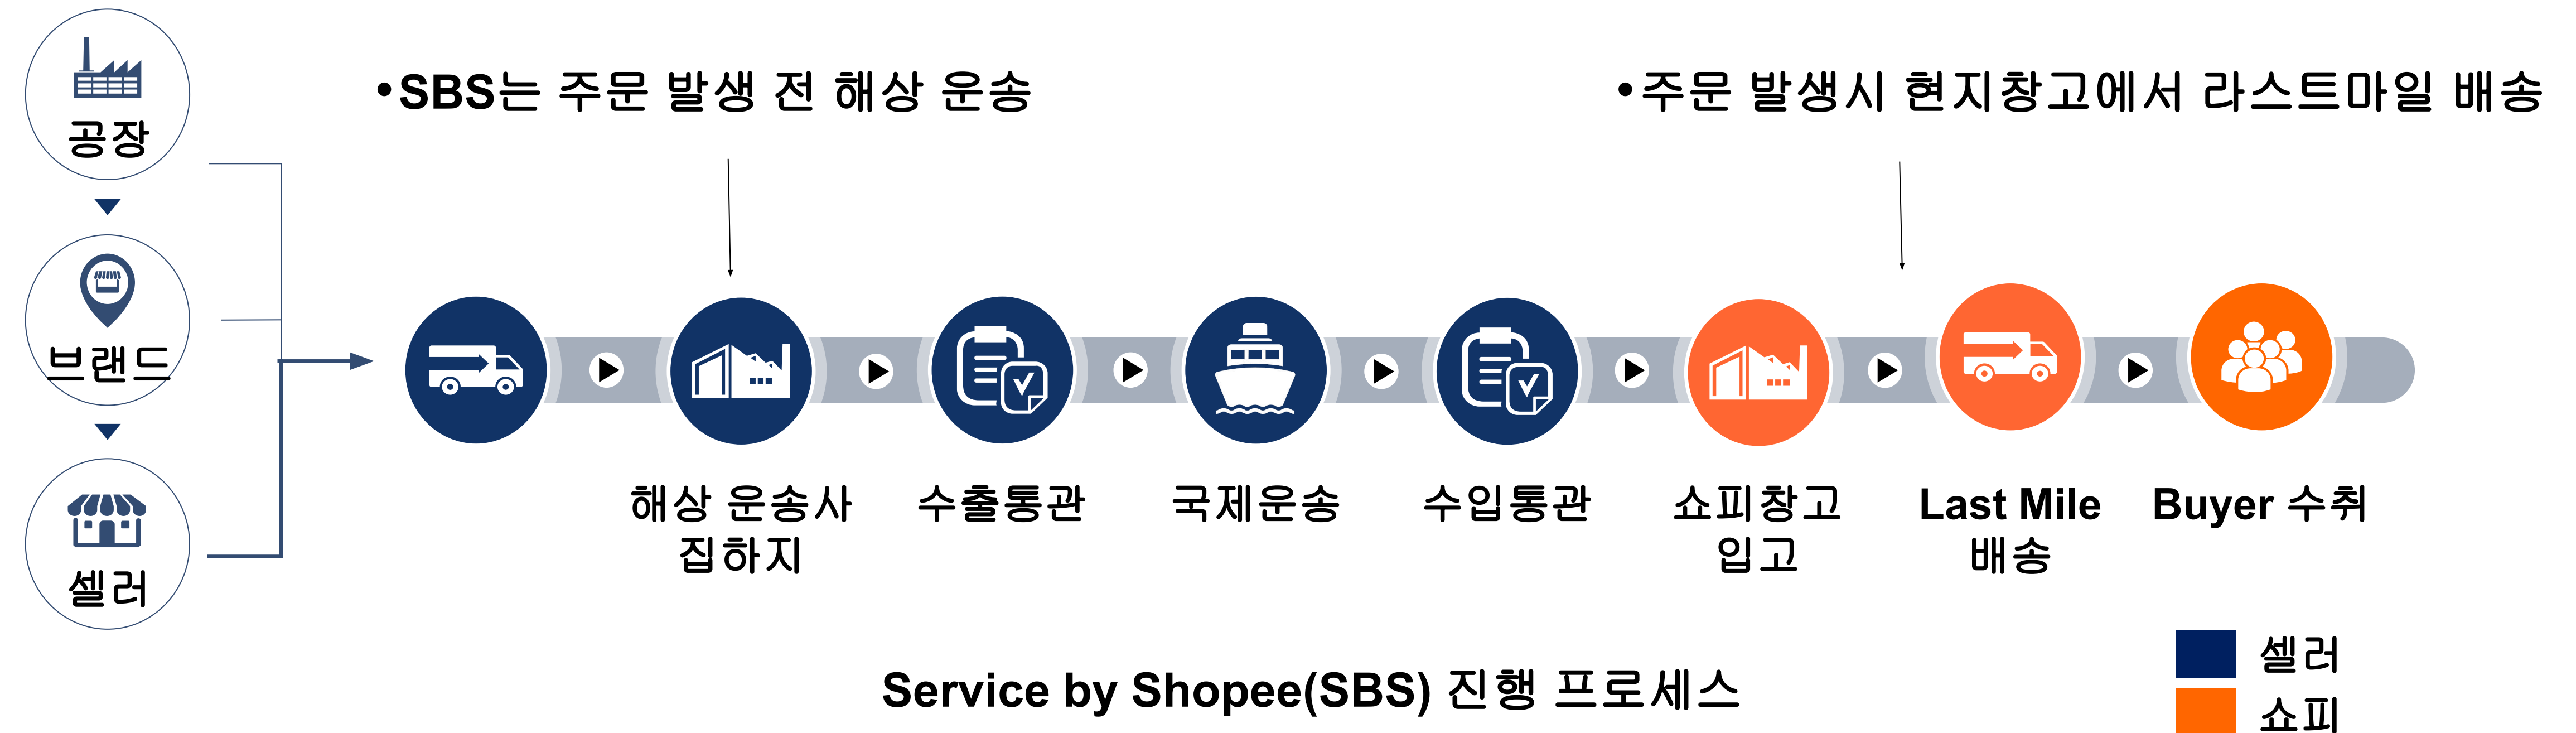 공장
브랜드
셀러
•SBS는 주문 발생 전 해상 운송
•주문 발생시 현지창고에서 라스트마일 배송
해상 운송사
집하지
수출통관
국제운송
수입통관
쇼피창고
입고
Last Mile
배송
Buyer 수취
Service by Shopee(SBS) 진행 프로세스
셀러
쇼피